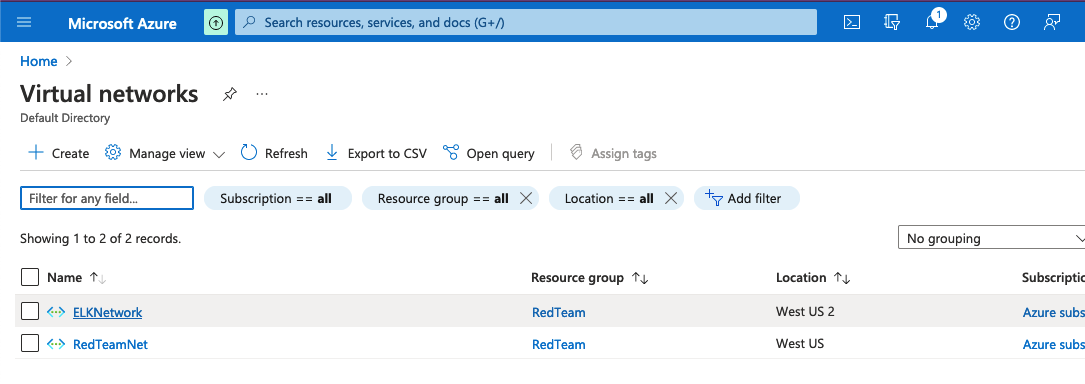 Microsoft Azure Search resources, services, and docs (G+/) 1
Home >
Virtual networks ...
Default Directory
+ Create Manage view Refresh Export to CSV Open query Assign tags
Filter for any field... Subscription == all Resource group == all Location == all Add filter
Showing 1 to 2 of 2 records. No grouping
Name Resource group Location Subscriptio
ELKNetwork RedTeam West US 2 Azure subs
RedTeamNet RedTeam West US Azure subs